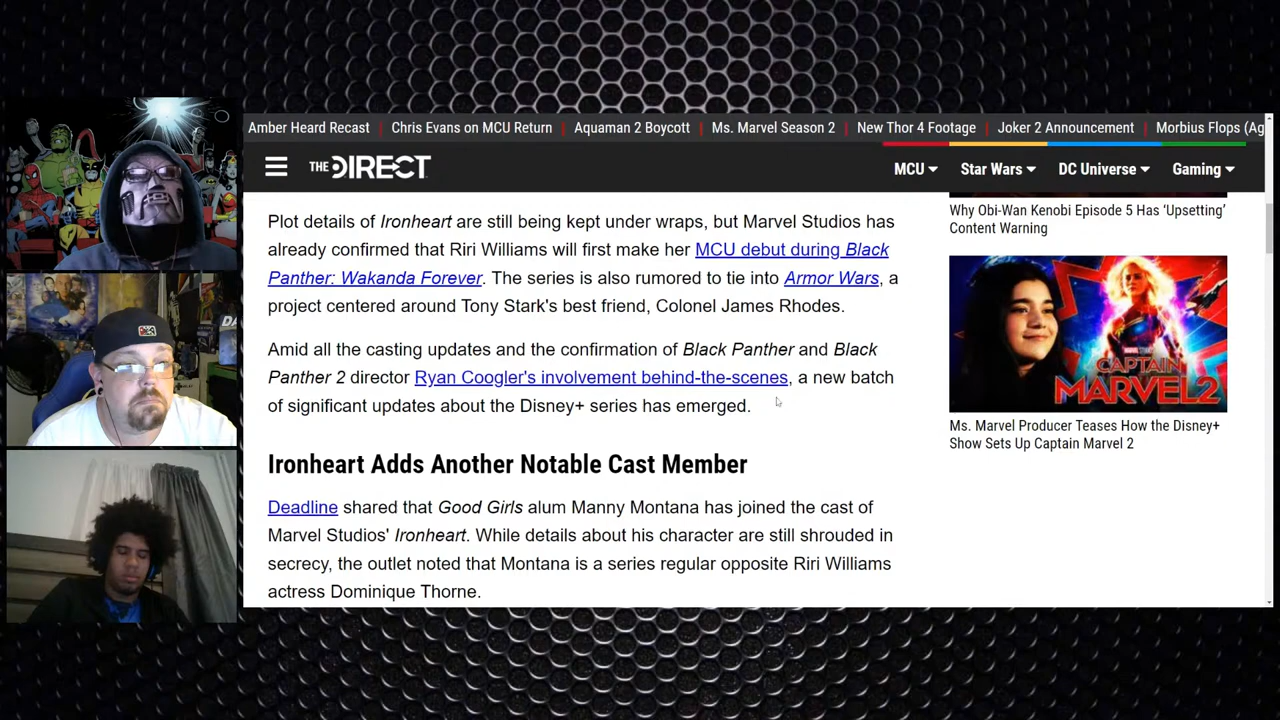 Amber Heard Recast | Chris Evans on MCU Return | Aquaman 2 Boycott | Ms. Marvel Season 2 | New Thor 4 Footage | Joker 2 Announcement | Morbius Flops (Ag
THE DIRECT
MCU Star Wars DC Universe Gaming
Plot details of Ironheart are still being kept under wraps, but Marvel Studios has
already confirmed that Riri Williams will first make her MCU debut during Black
Panther: Wakanda Forever. The series is also rumored to tie into Armor Wars, a
project centered around Tony Stark's best friend, Colonel James Rhodes.
Amid all the casting updates and the confirmation of Black Panther and Black
Panther 2 director Ryan Coogler's involvement behind-the-scenes, a new batch
of significant updates about the Disney+ series has emerged.
Ironheart Adds Another Notable Cast Member
Deadline shared that Good Girls alum Manny Montana has joined the cast of
Marvel Studios' Ironheart. While details about his character are still shrouded in
secrecy, the outlet noted that Montana is a series regular opposite Riri Williams
actress Dominique Thorne.
Why Obi-Wan Kenobi Episode 5 Has 'Upsetting'
Content Warning
CAPTAIN
MARVEL2
Ms. Marvel Producer Teases How the Disney+
Show Sets Up Captain Marvel 2